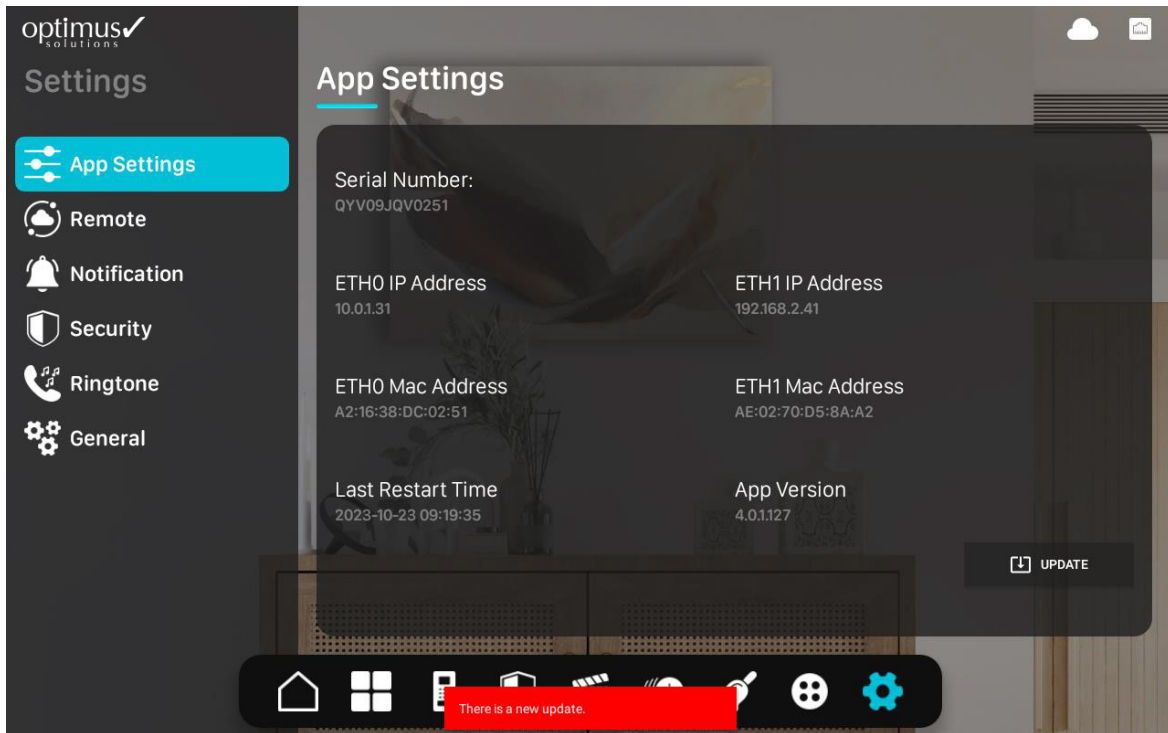 optimus✓
solutions
Settings
App Settings
Remote
Notification
Security
Ringtone
General
App Settings
Serial Number:
QYV09JQV0251
ETH0 IP Address
10.0.1.31
ETH1 IP Address
192.168.2.41
ETH0 Mac Address
A2:16:38:DC:02:51
ETH1 Mac Address
AE:02:70:D5:8A:A2
Last Restart Time
2023-10-23 09:19:35
App Version
4.0.1.127
UPDATE
There is a new update.